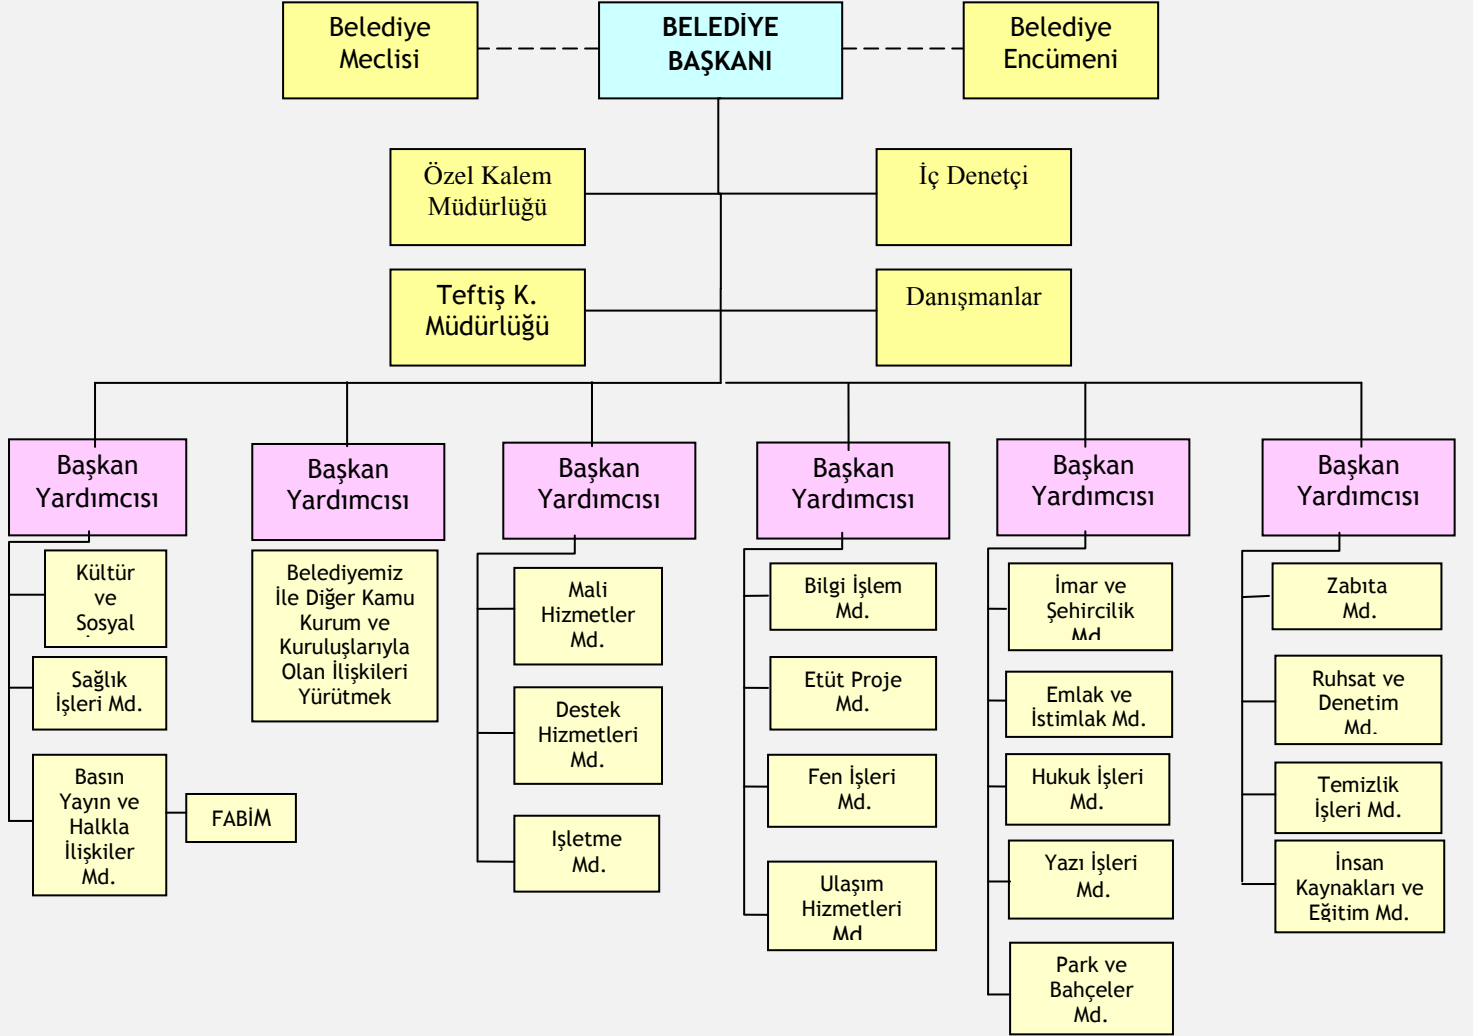 Belediye
Meclisi
BELEDİYE
BAŞKANI
Belediye
Encümeni
Özel Kalem
Müdürlüğü
İç Denetçi
Teftiş K.
Müdürlüğü
Danışmanlar
Başkan
Yardımcısı
Başkan
Yardımcısı
Başkan
Yardımcısı
Başkan
Yardımcısı
Başkan
Yardımcısı
Başkan
Yardımcısı
Kültür
ve
Sosyal
Sağlık
İşleri Md.
Basın
Yayın ve
Halkla
İlişkiler
Md.
FABİM
Belediyemiz
İle Diğer Kamu
Kurum ve
Kuruluşlarıyla
Olan İlişkileri
Yürütmek
Mali
Hizmetler
Md.
Destek
Hizmetleri
Md.
Işletme
Md.
Bilgi İşlem
Md.
Etüt Proje
Md.
Fen İşleri
Md.
Ulaşım
Hizmetleri
Md
İmar ve
Şehircilik
Md
Emlak ve
İstimlak Md.
Hukuk İşleri
Md.
Yazı İşleri
Md.
Park ve
Bahçeler
Md.
Zabıta
Md.
Ruhsat ve
Denetim
Md.
Temizlik
İşleri Md.
İnsan
Kaynakları ve
Eğitim Md.